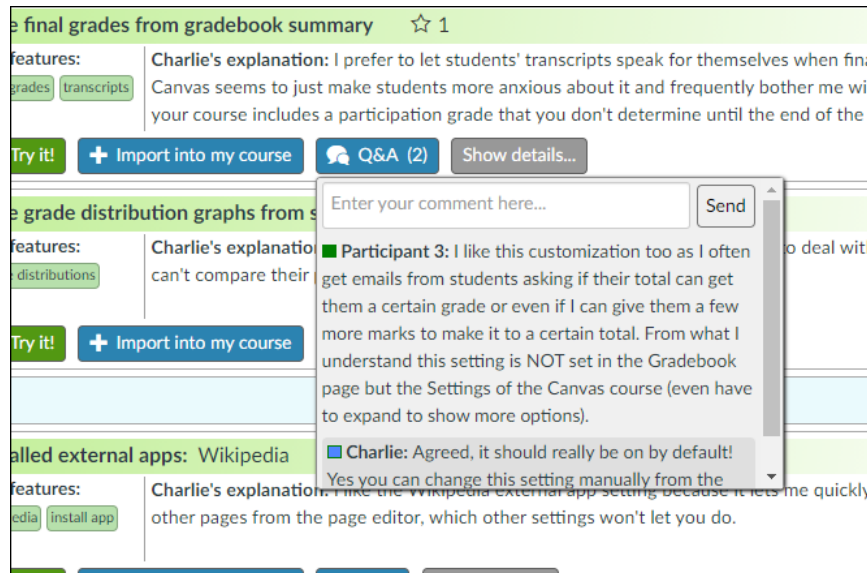 e final grades from gradebook summary ☆ 1
features:
grades transcripts
Charlie's explanation: I prefer to let students' transcripts speak for themselves when fina
Canvas seems to just make students more anxious about it and frequently bother me wi
your course includes a participation grade that you don't determine until the end of the
Try it! + Import into my course Q&A (2) Show details...
Enter your comment here... Send
Participant 3: I like this customization too as I often
get emails from students asking if their total can get
them a certain grade or even if I can give them a few
more marks to make it to a certain total. From what I
understand this setting is NOT set in the Gradebook
page but the Settings of the Canvas course (even have
to expand to show more options).
Charlie: Agreed, it should really be on by default!
Yes you can change this setting manually from the
e grade distribution graphs from s
features:
distributions
Charlie's explanatio o deal wit
can't compare their
Try it! + Import into my course
alled external apps: Wikipedia
features:
edia install app
Charlie's explanation: I like the Wikipedia external app setting because it lets me quickly
other pages from the page editor, which other settings won't let you do.